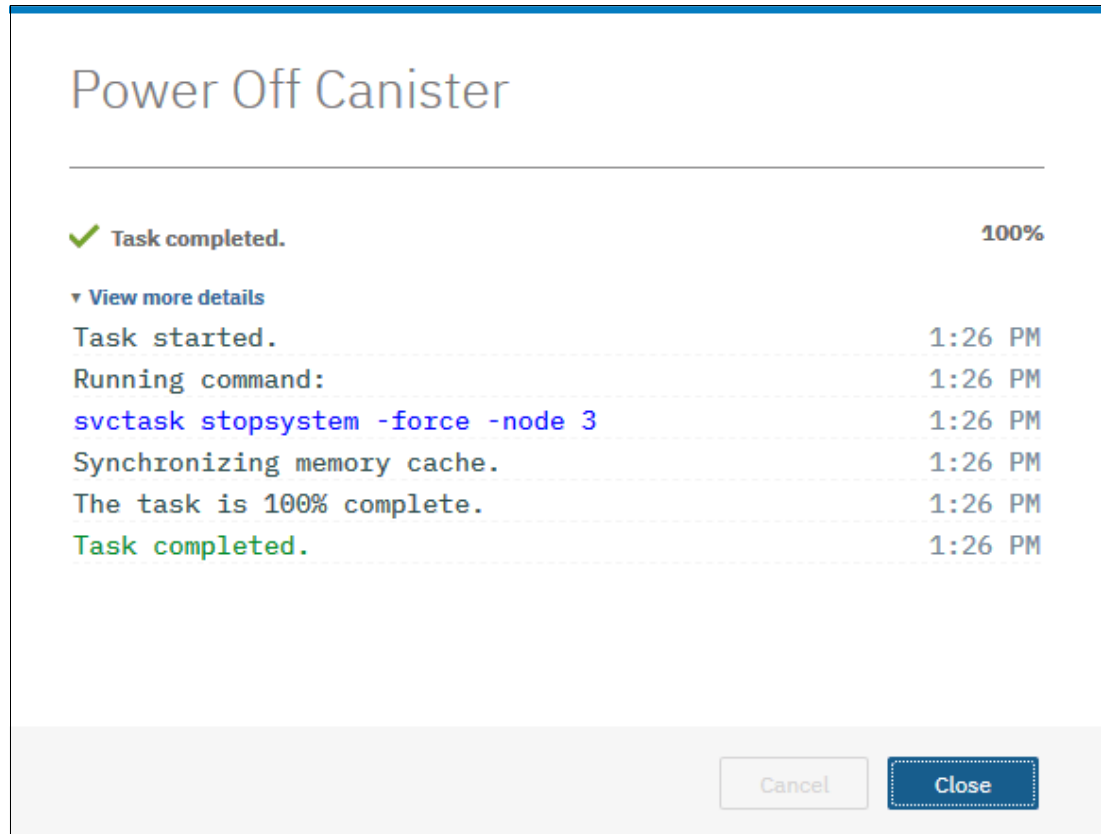 Power Off Canister
Task completed. 100%
View more details
Task started. 1:26 PM
Running command: 1:26 PM
svctask stopsystem -force -node 3 1:26 PM
Synchronizing memory cache. 1:26 PM
The task is 100% complete. 1:26 PM
Task completed. 1:26 PM
Cancel Close